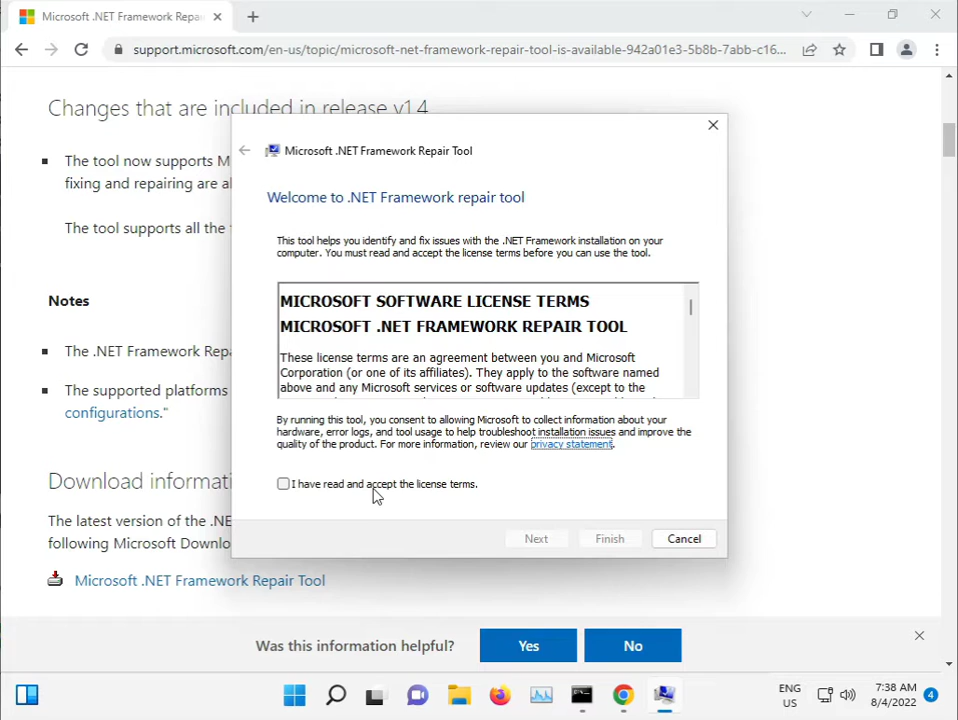 Microsoft .NET Framework Repa
support.microsoft.com/en-us/topic/microsoft-net-framework-repair-tool-is-available-942a01e3-5b8b-7abb-c16...
Changes that are included in release v1.4
The tool now supports M
fixing and repairing are al
The tool supports all the
Notes
The .NET Framework Repa
The supported platforms
configurations."
Download informati
The latest version of the .NE
following Microsoft Downlo
Microsoft .NET Framework Repair Tool
Microsoft .NET Framework Repair Tool
Welcome to .NET Framework repair tool
This tool helps you identify and fix issues with the .NET Framework installation on your
computer. You must read and accept the license terms before you can use the tool.
MICROSOFT SOFTWARE LICENSE TERMS
MICROSOFT .NET FRAMEWORK REPAIR TOOL
These license terms are an agreement between you and Microsoft
Corporation (or one of its affiliates). They apply to the software named
above and any Microsoft services or software updates (except to the
By running this tool, you consent to allowing Microsoft to collect information about your
hardware, error logs, and tool usage to help troubleshoot installation issues and improve the
quality of the product. For more information, review our privacy statement.
I have read and accept the license terms.
Next Finish Cancel
Was this information helpful? Yes No
ENG
US
7:38 AM
8/4/2022
4